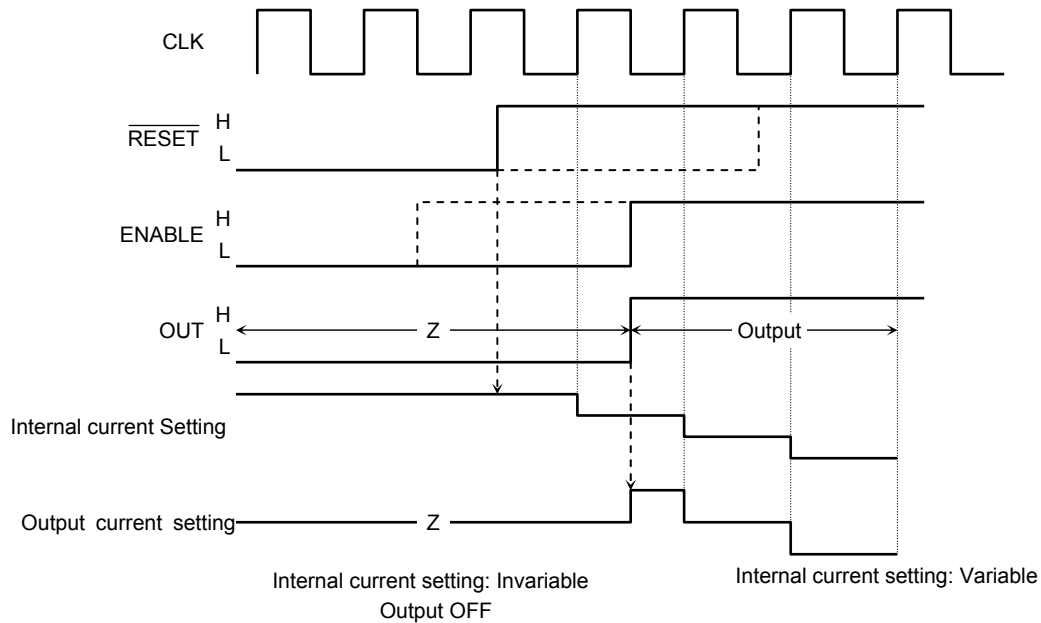 CLK
RESET
H
L
ENABLE
H
L
OUT
H
L
Z
Output
Internal current Setting
Output current setting
Z
Internal current setting: Invariable
Output OFF
Internal current setting: Variable